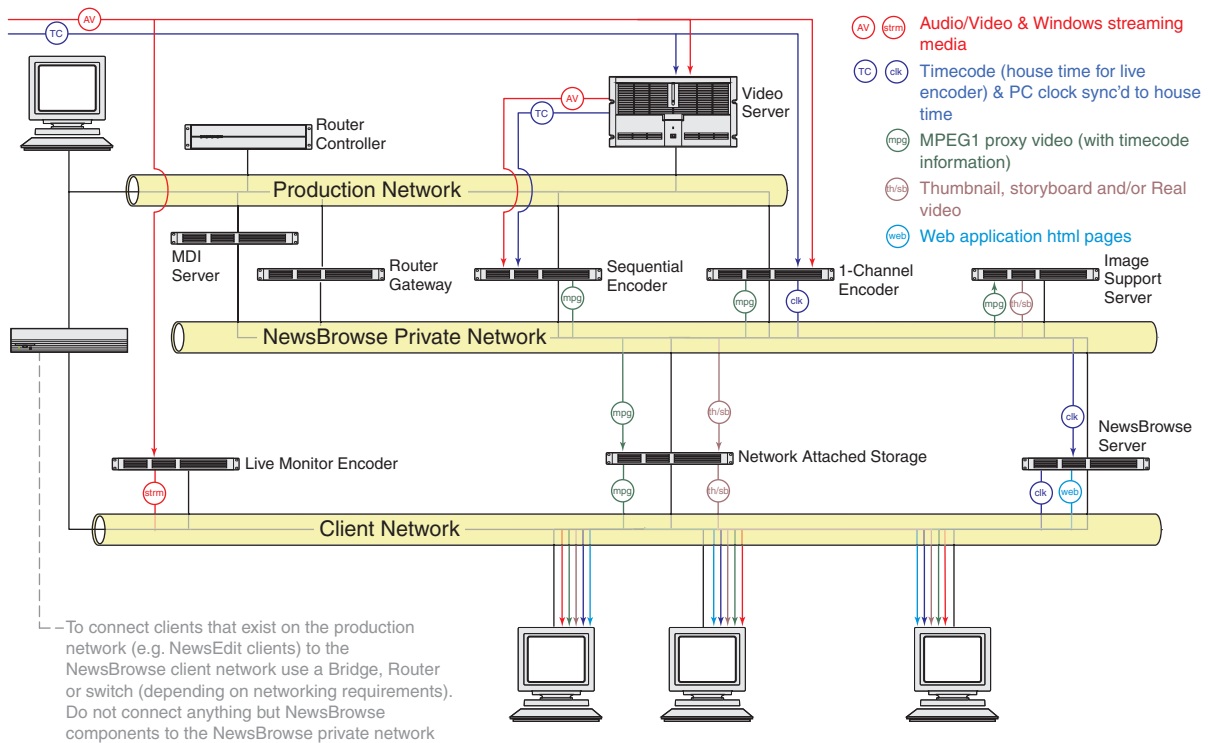 AV
TC
AV
TC
Router
Controller
Video
Server
AV
strm
Audio/Video & Windows streaming
media
TC
clk
Timecode (house time for live
encoder) & PC clock sync'd to house
time
mpg
MPEG1 proxy video (with timecode
information)
th/sb
Thumbnail, storyboard and/or Real
video
web
Web application html pages
Production Network
MDI
Server
Router
Gateway
Sequential
Encoder
1-Channel
Encoder
Image
Support
Server
mpg
mpg
clk
mpg
th/sb
NewsBrowse Private Network
mpg
th/sb
clk
NewsBrowse
Server
Live Monitor Encoder
Network Attached Storage
strm
mpg
th/sb
clk
web
Client Network
To connect clients that exist on the production
network (e.g. NewsEdit clients) to the
NewsBrowse client network use a Bridge, Router
or switch (depending on networking requirements).
Do not connect anything but NewsBrowse
components to the NewsBrowse private network